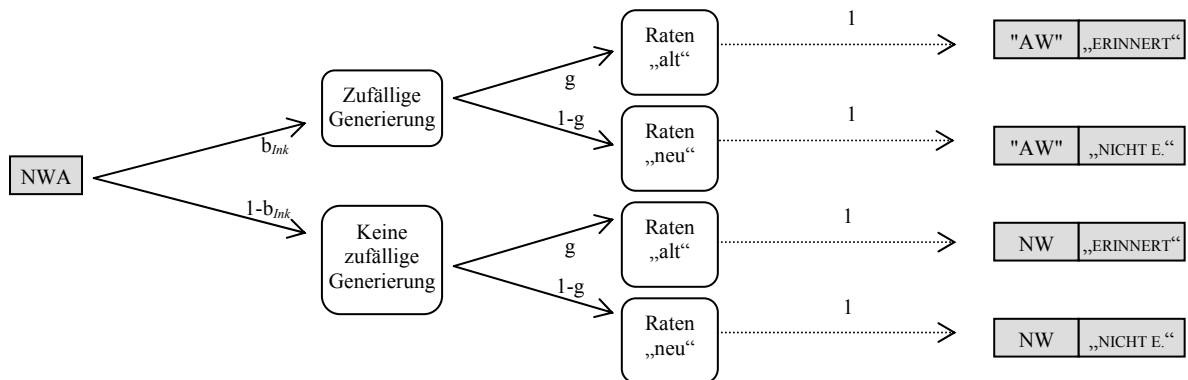 NWA
b_Ink
1-b_Ink
Zufällige
Generierung
Keine
zufällige
Generierung
g
1-g
g
1-g
Raten
„alt“
Raten
„neu“
Raten
„alt“
Raten
„neu“
1
1
1
1
"AW" „ERINNERT“
"AW" „NICHT E.“
NW „ERINNERT“
NW „NICHT E.“